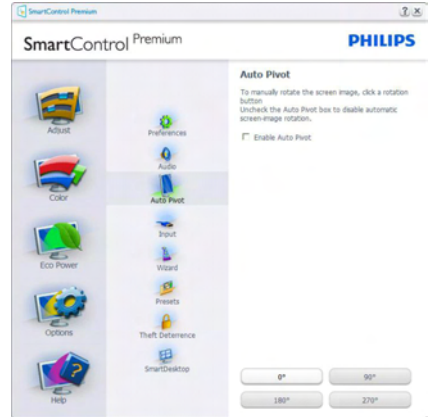 SmartControl Premium
? ×
SmartControl Premium
PHILIPS
Adjust
Color
Eco Power
Options
Help
Preferences
Audio
Auto Pivot
Input
Wizard
Presets
Theft Deterrence
SmartDesktop
Auto Pivot
To manually rotate the screen image, click a rotation
button
Uncheck the Auto Pivot box to disable automatic
screen-image rotation.
Enable Auto Pivot
0°
90°
180°
270°